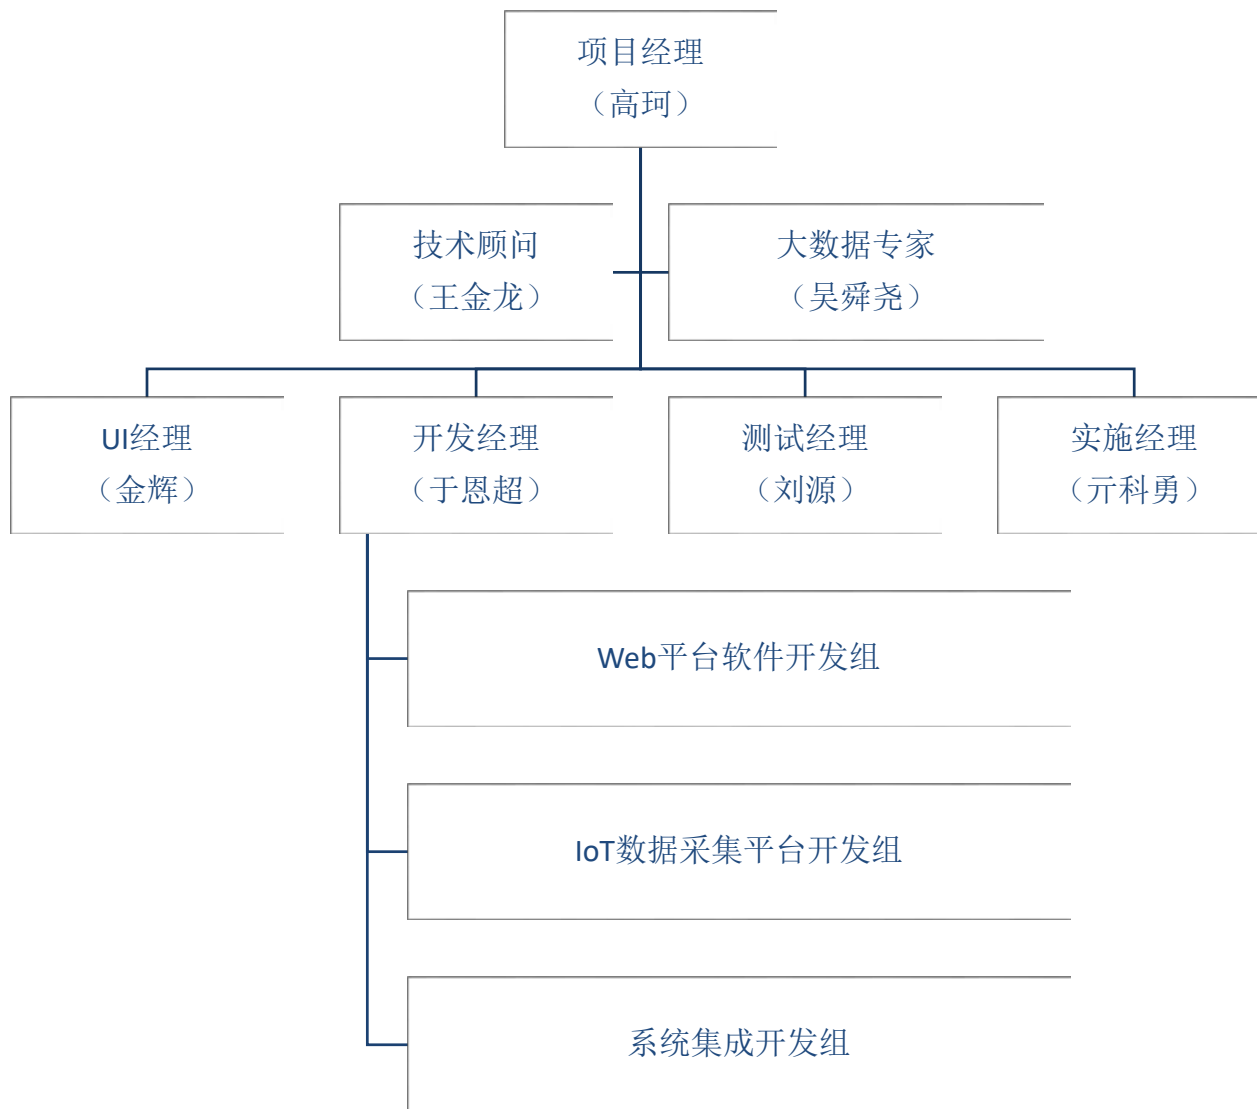 项目经理
（高珂）
技术顾问
（王金龙）
大数据专家
（吴舜尧）
UI经理
（金辉）
开发经理
（于恩超）
测试经理
（刘源）
实施经理
（亓科勇）
Web平台软件开发组
IoT数据采集平台开发组
系统集成开发组